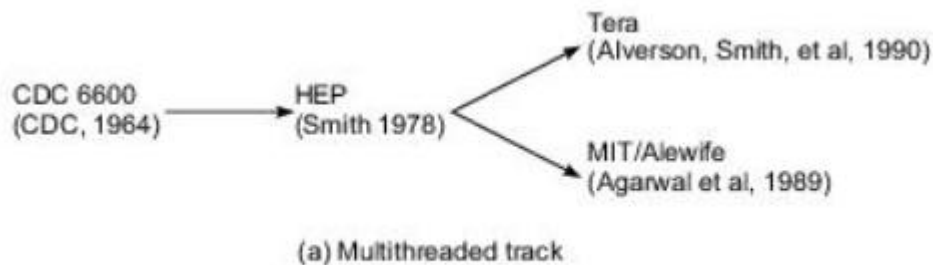 Tera
(Alverson, Smith, et al, 1990)
CDC 6600
(CDC, 1964)
HEP
(Smith 1978)
MIT/Alewife
(Agarwal et al, 1989)
(a) Multithreaded track